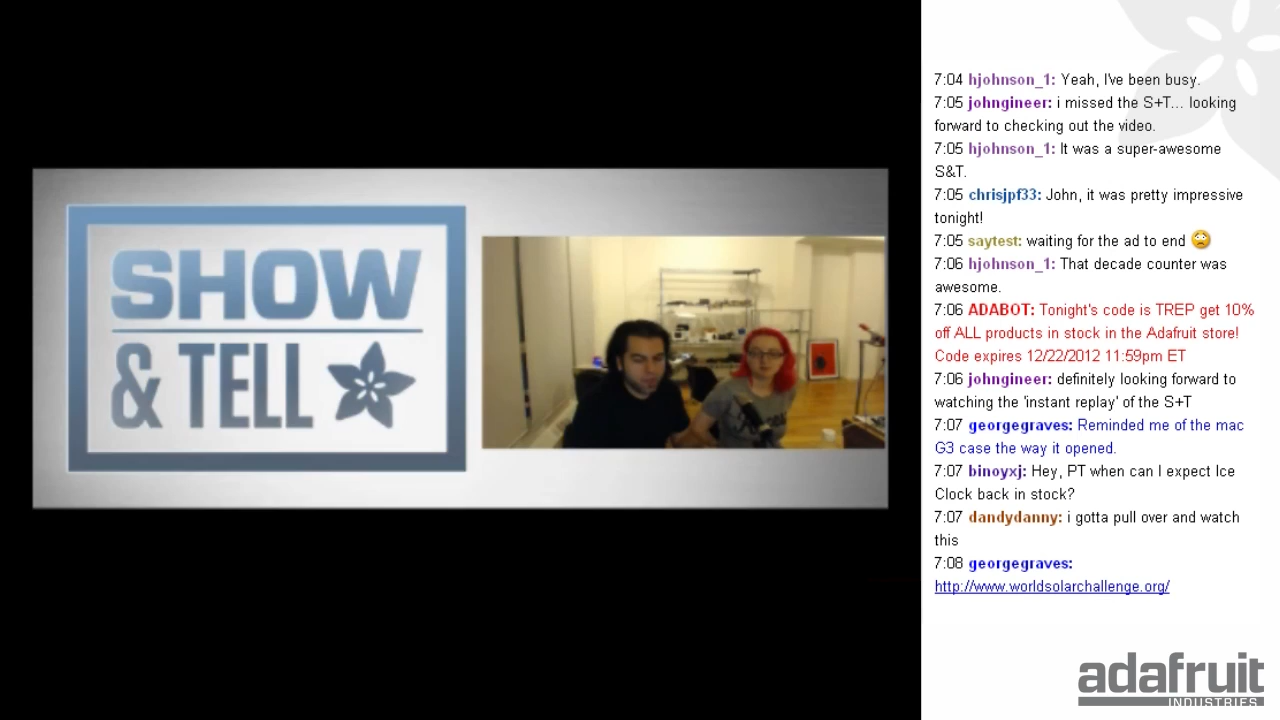 SHOW
& TELL
7:04 hjohnson_1: Yeah, I've been busy.
7:05 johngineer: i missed the S+T... looking
forward to checking out the video.
7:05 hjohnson_1: It was a super-awesome
S&T.
7:05 chrisjpf33: John, it was pretty impressive
tonight!
7:05 saytest: waiting for the ad to end
7:06 hjohnson_1: That decade counter was
awesome.
7:06 ADABOT: Tonight's code is TREP get 10%
off ALL products in stock in the Adafruit store!
Code expires 12/22/2012 11:59pm ET
7:06 johngineer: definitely looking forward to
watching the 'instant replay' of the S+T
7:07 georgegraves: Reminded me of the mac
G3 case the way it opened.
7:07 binoyxj: Hey, PT when can I expect Ice
Clock back in stock?
7:07 dandydanny: i gotta pull over and watch
this
7:08 georgegraves:
http://www.worldsolarchallenge.org/
adafruit
INDUSTRIES